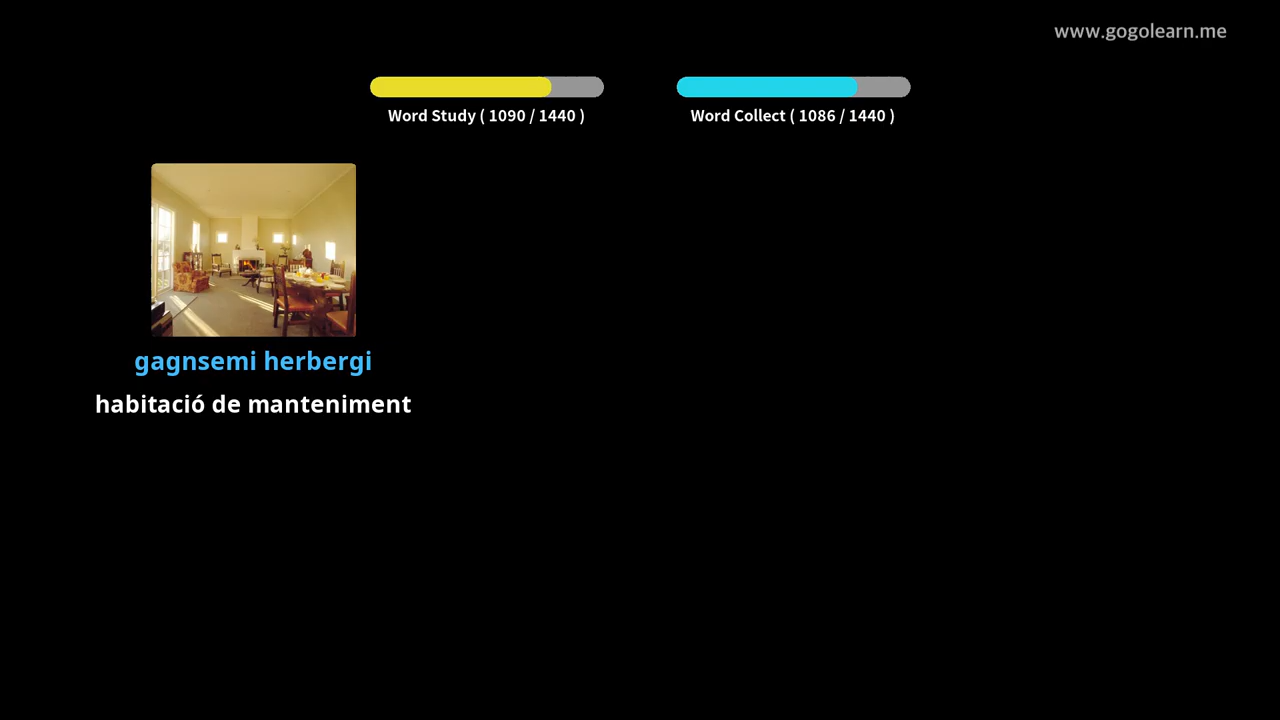 www.gogolearn.me
Word Study ( 1090 / 1440 )
Word Collect ( 1086 / 1440 )
gagnsemi herbergi
habitació de manteniment